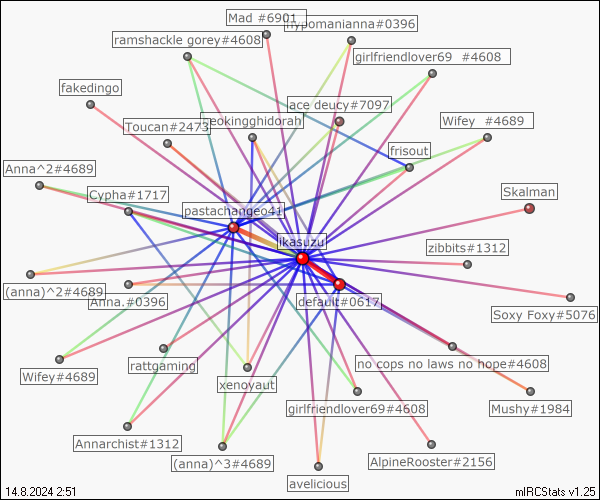 Mad #6901
hypomanianna#0396
ramshackle gorey#4608
girlfriendlover69 #4608
fakedingo
ace deucy#7097
Toucan#2473
neokingghidorah
Wifey #4689
frisout
Anna^2#4689
Cypha#1717
Skalman
pastachangeo41
ikasuzu
zibbits#1312
(anna)^2#4689
Anna.#0396
default#0617
Soxy Foxy#5076
no cops no laws no hope#4608
Wifey#4689
rattgaming
xenoyaut
girlfriendlover69#4608
Mushy#1984
Annarchist#1312
(anna)^3#4689
AlpineRooster#2156
avelicious
14.8.2024 2:51
mIRCStats v1.25